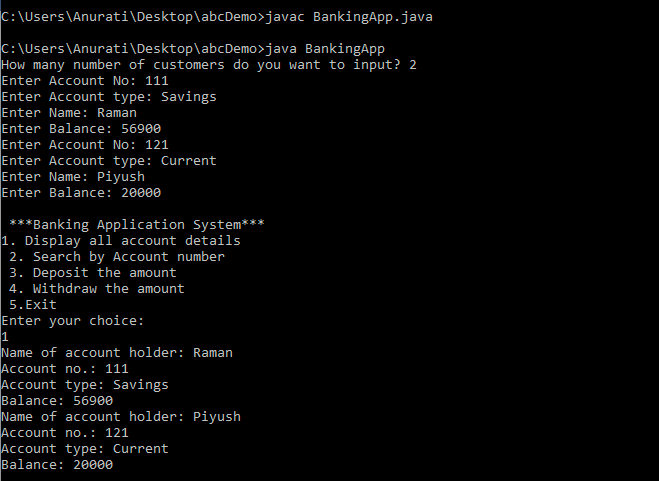 C:\Users\Anurati\Desktop\abcDemo>javac BankingApp.java
C:\Users\Anurati\Desktop\abcDemo>java BankingApp
How many number of customers do you want to input? 2
Enter Account No: 111
Enter Account type: Savings
Enter Name: Raman
Enter Balance: 56900
Enter Account No: 121
Enter Account type: Current
Enter Name: Piyush
Enter Balance: 20000
***Banking Application System***
1. Display all account details
2. Search by Account number
3. Deposit the amount
4. Withdraw the amount
5.Exit
Enter your choice:
1
Name of account holder: Raman
Account no.: 111
Account type: Savings
Balance: 56900
Name of account holder: Piyush
Account no.: 121
Account type: Current
Balance: 20000